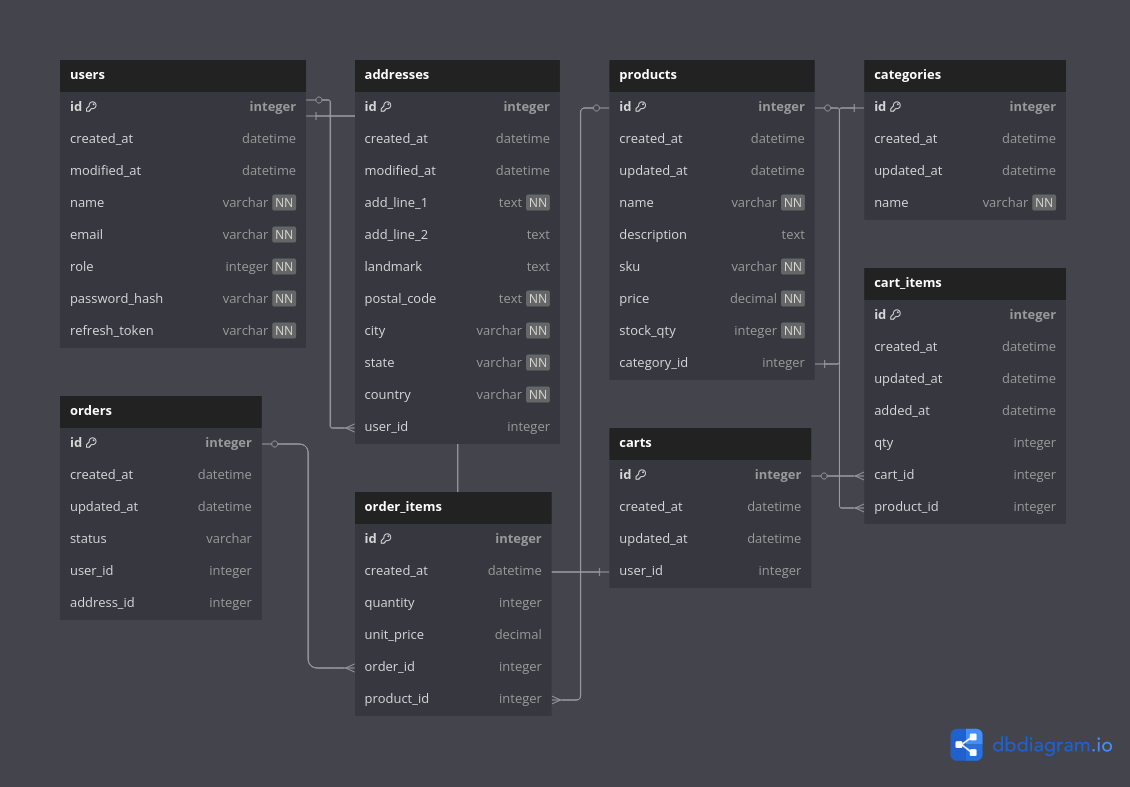 users
id integer
created_at datetime
modified_at datetime
name varchar NN
email varchar NN
role integer NN
password_hash varchar NN
refresh_token varchar NN
addresses
id integer
created_at datetime
modified_at datetime
add_line_1 text NN
add_line_2 text
landmark text
postal_code text NN
city varchar NN
state varchar NN
country varchar NN
user_id integer
products
id integer
created_at datetime
updated_at datetime
name varchar NN
description text
sku varchar NN
price decimal NN
stock_qty integer NN
category_id integer
categories
id integer
created_at datetime
updated_at datetime
name varchar NN
cart_items
id integer
created_at datetime
updated_at datetime
added_at datetime
qty integer
cart_id integer
product_id integer
orders
id integer
created_at datetime
updated_at datetime
status varchar
user_id integer
address_id integer
order_items
id integer
created_at datetime
quantity integer
unit_price decimal
order_id integer
product_id integer
carts
id integer
created_at datetime
updated_at datetime
user_id integer
dbdiagram.io